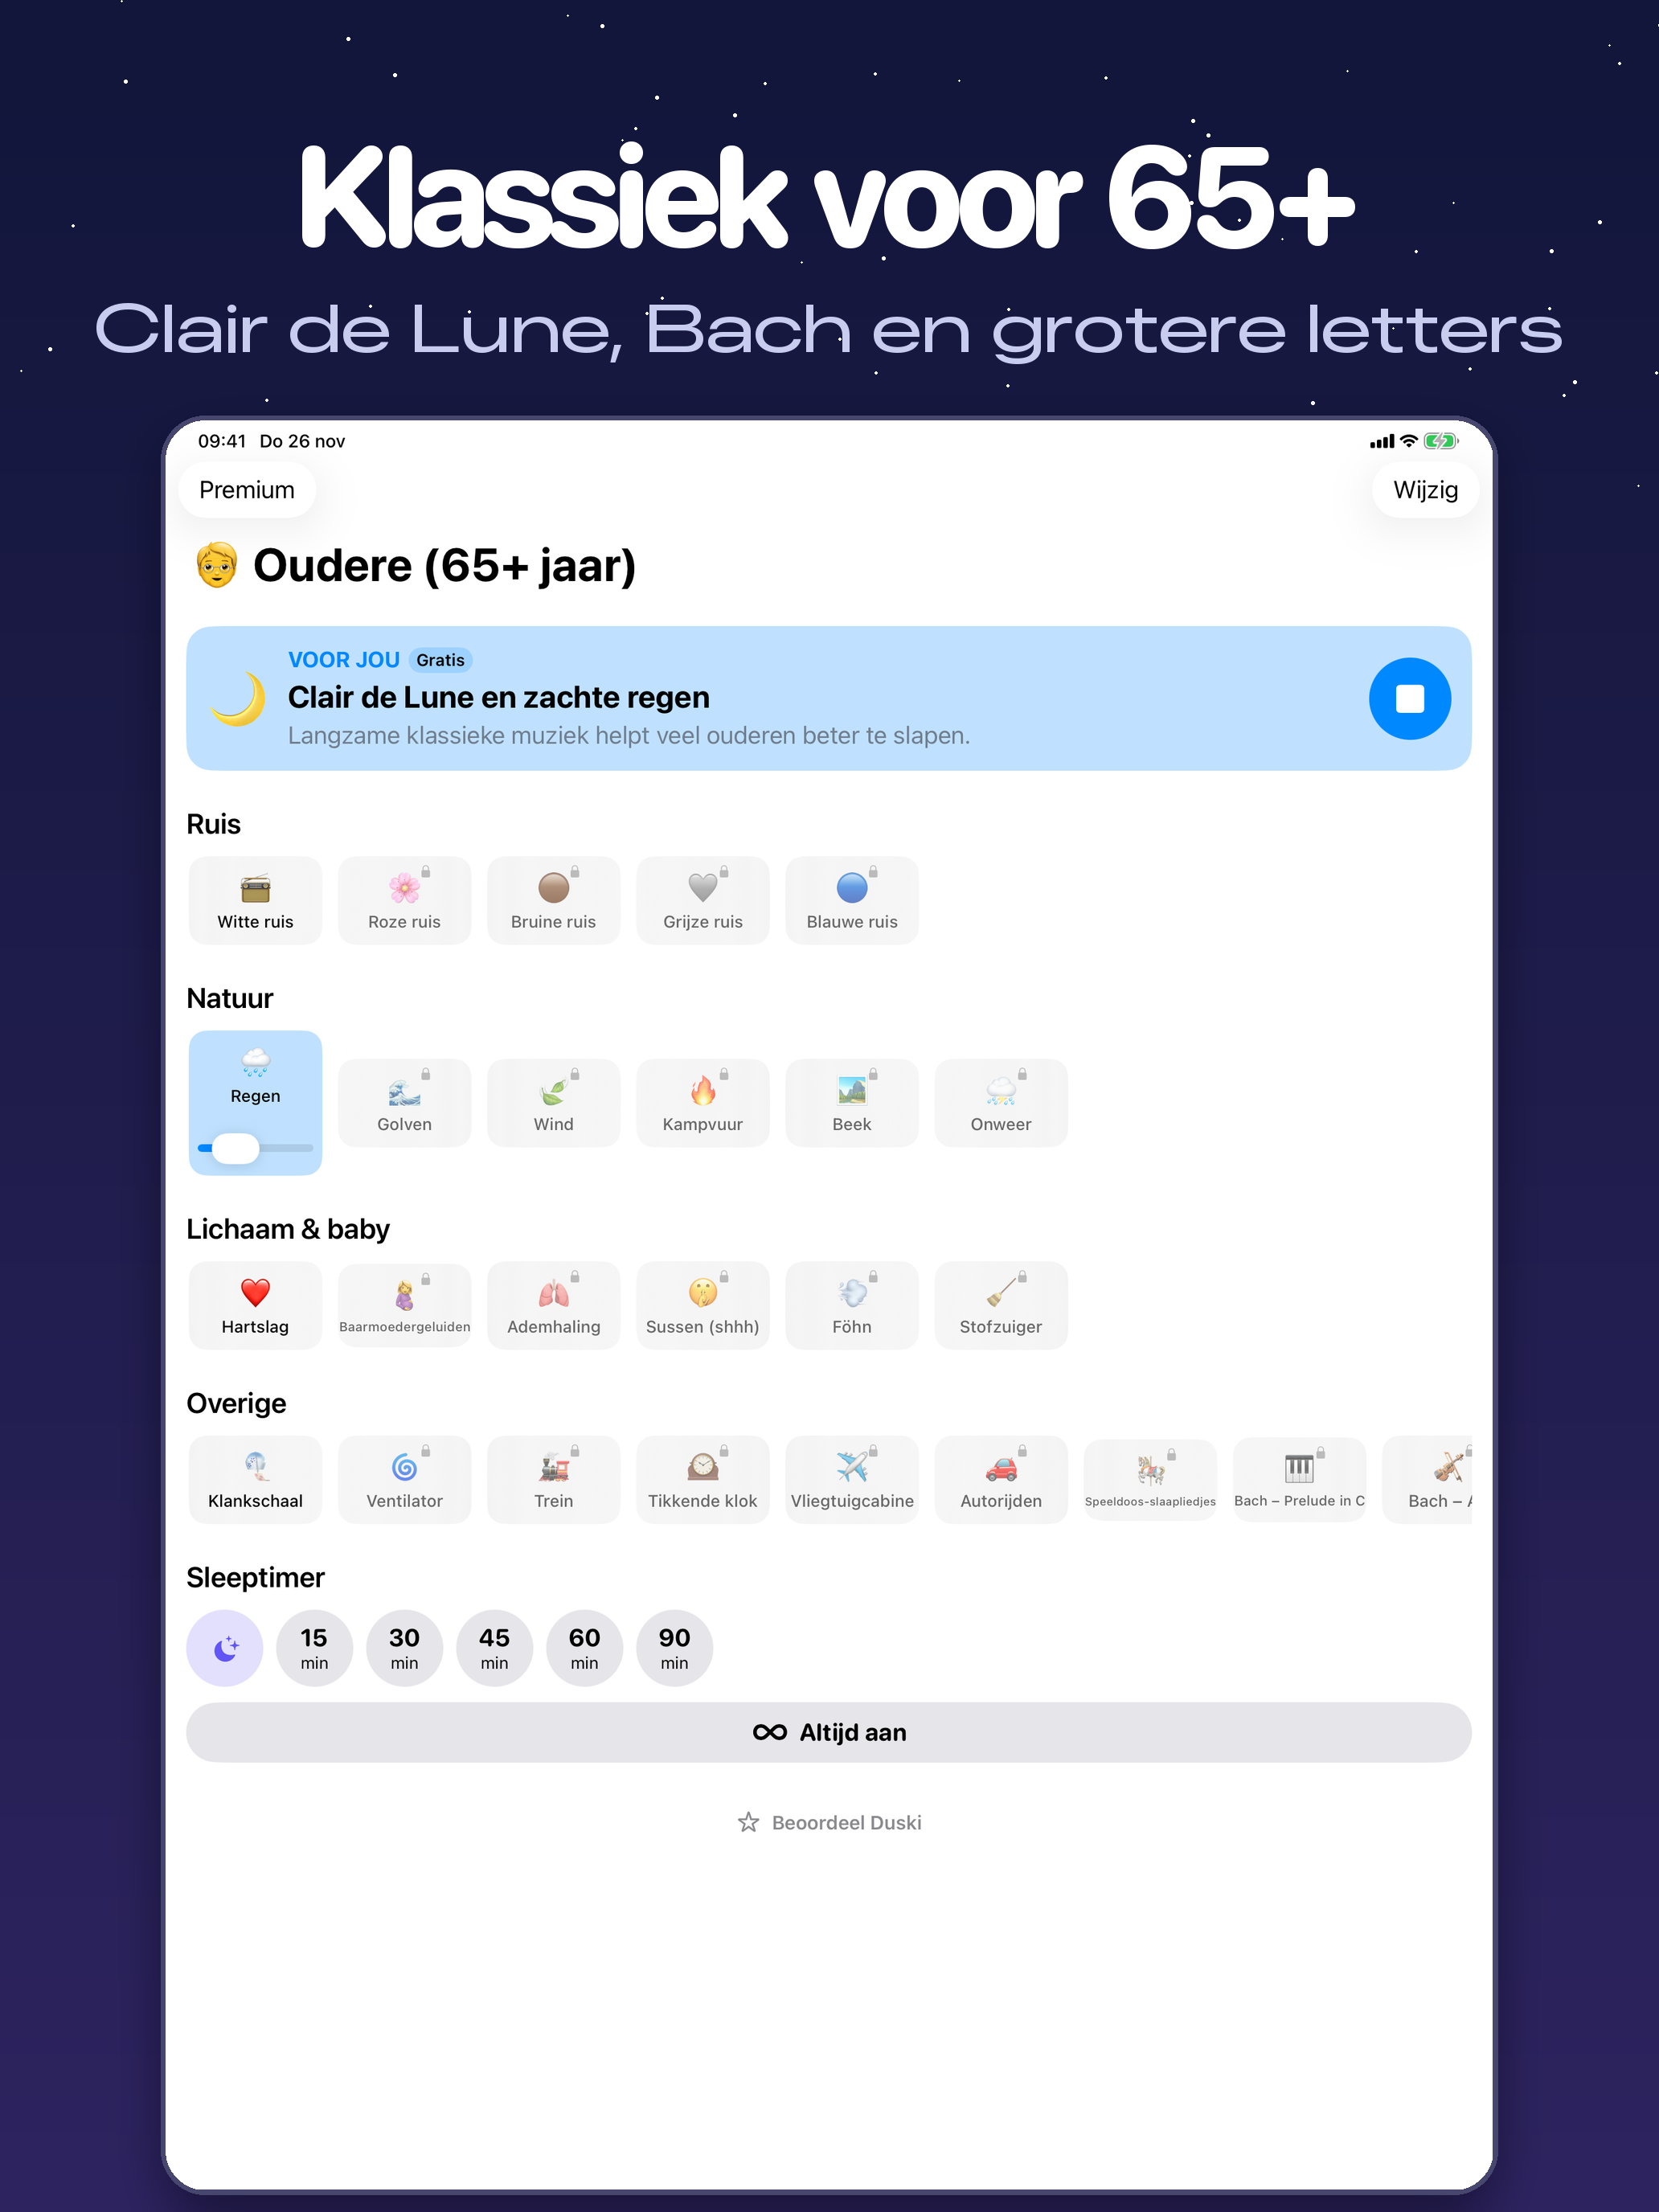 Klassiek voor 65+
Clair de Lune, Bach en grotere letters
09:41 Do 26 nov
Premium
Wijzig
Oudere (65+ jaar)
VOOR JOU Gratis
Clair de Lune en zachte regen
Langzame klassieke muziek helpt veel ouderen beter te slapen.
Ruis
Witte ruis
Roze ruis
Bruine ruis
Grijze ruis
Blauwe ruis
Natuur
Regen
Golven
Wind
Kampvuur
Beek
Onweer
Lichaam & baby
Hartslag
Baarmoedergeluiden
Ademhaling
Sussen (shhh)
Föhn
Stofzuiger
Overige
Klankschaal
Ventilator
Trein
Tikkende klok
Vliegtuigcabine
Autorijden
Speeldoos-slaapliedjes
Bach – Prelude in C
Bach –
Sleeptimer
15 min
30 min
45 min
60 min
90 min
Altijd aan
Beoordeel Duski